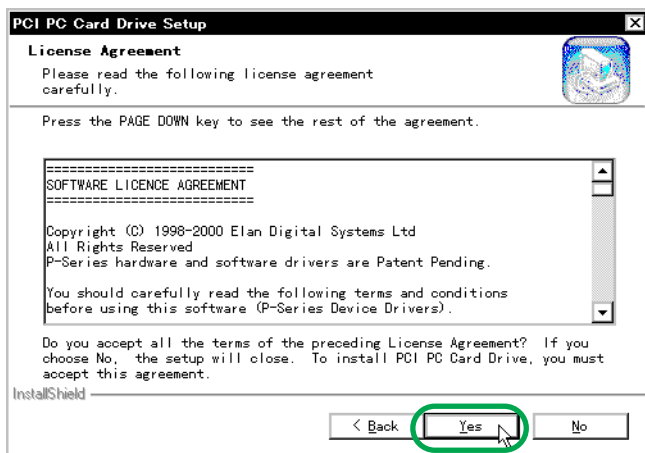 PCI PC Card Drive Setup
License Agreement
Please read the following license agreement
carefully.
Press the PAGE DOWN key to see the rest of the agreement.
===========================
SOFTWARE LICENCE AGREEMENT
===========================
Copyright (C) 1998-2000 Elan Digital Systems Ltd
All Rights Reserved
P-Series hardware and software drivers are Patent Pending.
You should carefully read the following terms and conditions
before using this software (P-Series Device Drivers).
Do you accept all the terms of the preceding License Agreement? If you
choose No, the setup will close. To install PCI PC Card Drive, you must
accept this agreement.
InstallShield
< Back Yes No